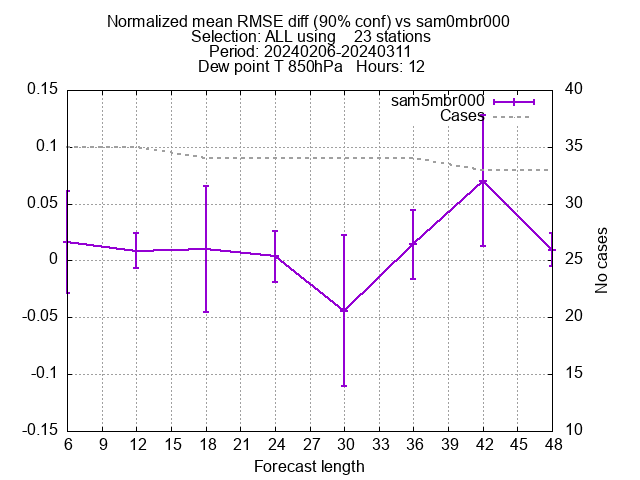 Normalized mean RMSE diff (90% conf) vs sam0mbr000
Selection: ALL using    23 stations
Period: 20240206-20240311
Dew point T 850hPa   Hours: 12
sam5mbr000
Cases
0.15
0.1
0.05
0
-0.05
-0.1
-0.15
40
35
30
25
20
15
10
No cases
6 9 12 15 18 21 24 27 30 33 36 39 42 45 48
Forecast length